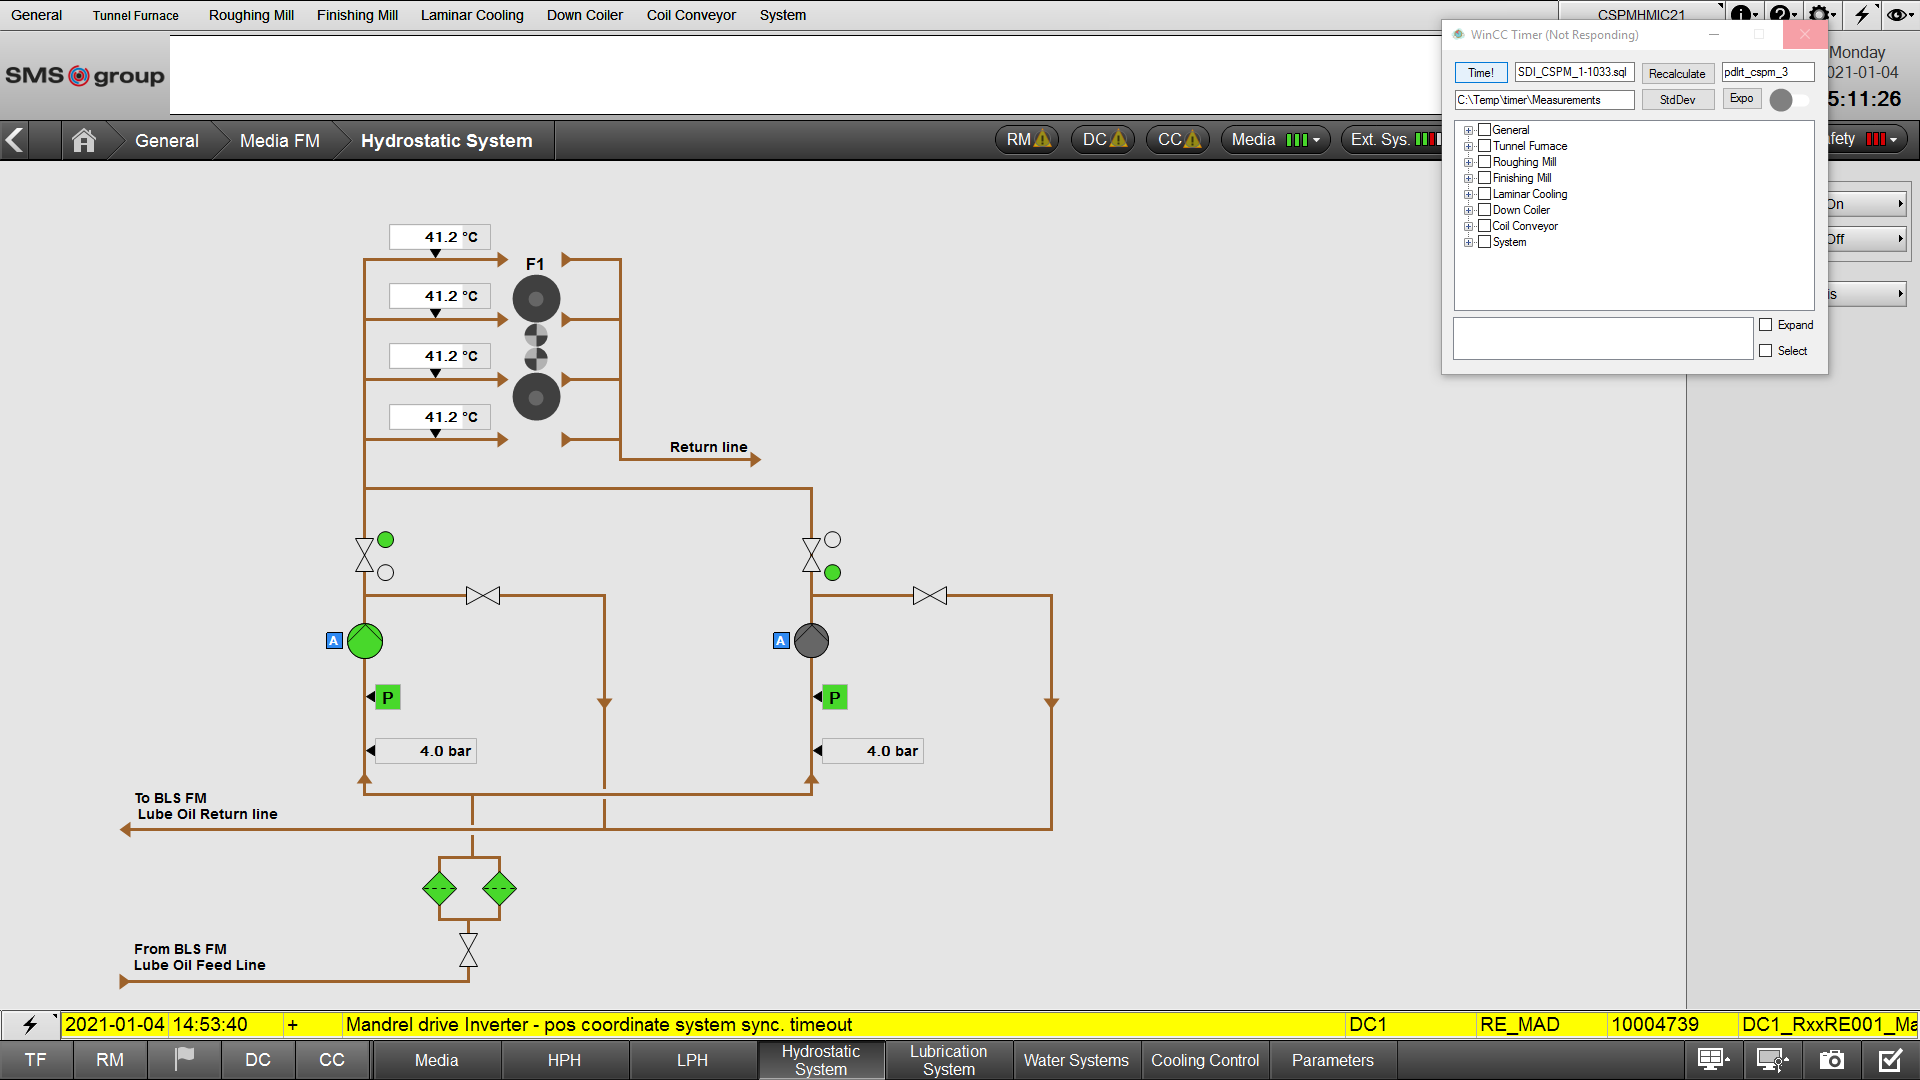 General Tunnel Furnace Roughing Mill Finishing Mill Laminar Cooling Down Coiler Coil Conveyor System CSPMHMIC21
WinCC Timer (Not Responding)
SMS group
Monday
021-01-04
5:11:26
Time! SDI_CSPM_1-1033.sql Recalculate pdlrt_cspm_3
C:\Temp\timer\Measurements StdDev Expo
General Media FM Hydrostatic System RM DC CC Media Ext. Sys. fety
General
Tunnel Furnace
Roughing Mill
Finishing Mill
Laminar Cooling
Down Coiler
Coil Conveyor
System
Expand
Select
On
Off
is
41.2 °C
F1
41.2 °C
41.2 °C
41.2 °C
Return line
A
A
P
P
4.0 bar
4.0 bar
To BLS FM
Lube Oil Return line
From BLS FM
Lube Oil Feed Line
2021-01-04 14:53:40 + Mandrel drive Inverter - pos coordinate system sync. timeout DC1 RE_MAD 10004739 DC1_RxxRE001_Ma
TF RM DC CC Media HPH LPH Hydrostatic System Lubrication System Water Systems Cooling Control Parameters